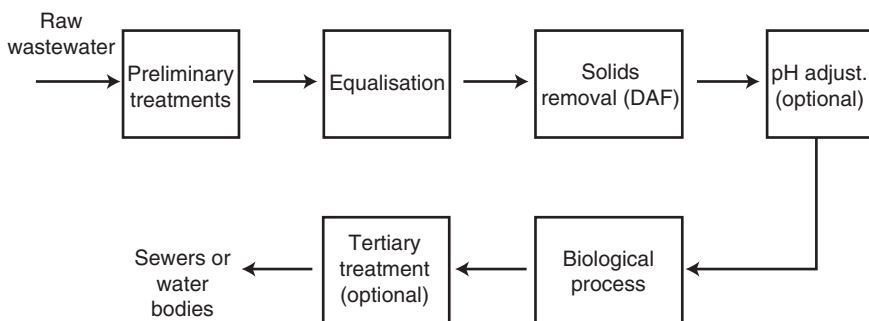 Raw
wastewater
Preliminary
treatments
Equalisation
Solids
removal (DAF)
pH adjust.
(optional)
Biological
process
Tertiary
treatment
(optional)
Sewers or
water
bodies